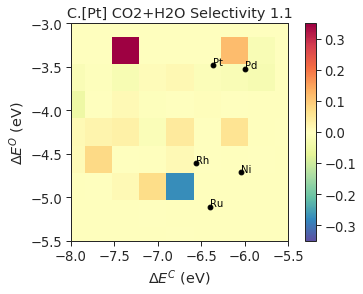 C.[Pt] CO2+H2O Selectivity 1.1
−3.0
−3.5
−4.0
−4.5
−5.0
−5.5
ΔE^O (eV)
Pt
Pd
Rh
Ni
Ru
−8.0 −7.5 −7.0 −6.5 −6.0 −5.5
ΔE^C (eV)
0.3
0.2
0.1
0.0
−0.1
−0.2
−0.3